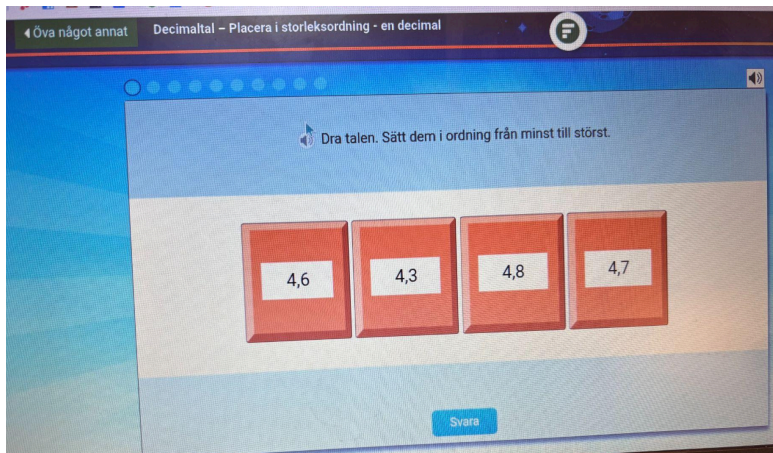 Öva något annat
Decimaltal – Placera i storleksordning - en decimal
Dra talen. Sätt dem i ordning från minst till störst.
4,6
4,3
4,8
4,7
Svara